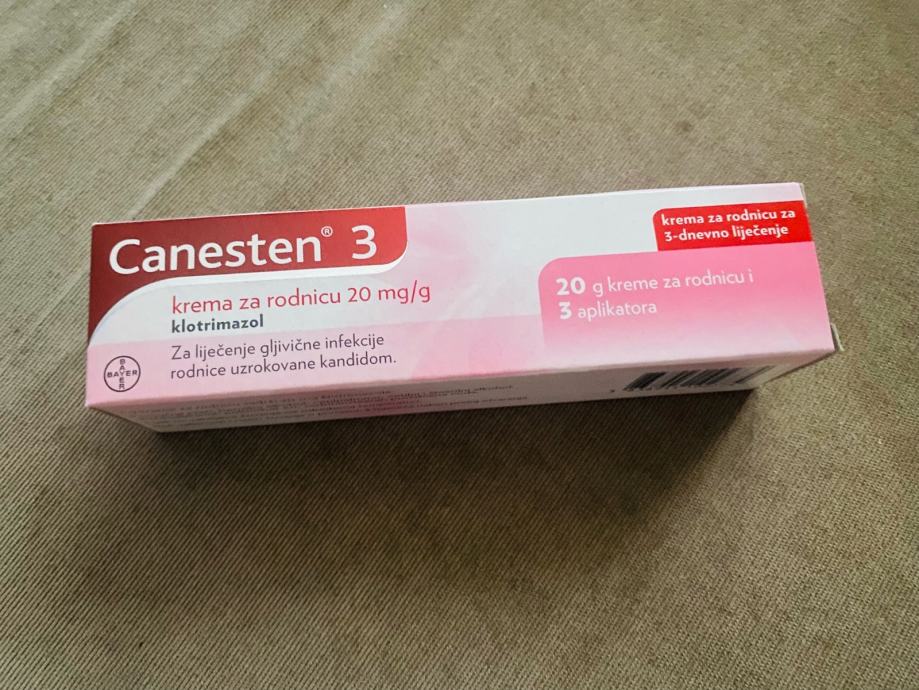 Canesten® 3
krema za rodnicu 20 mg/g
klotrimazol
Za liječenje gljivične infekcije
rodnice uzrokovane kandidom.
BAYER
BAYER
krema za rodnicu za
3-dnevno liječenje
20 g kreme za rodnicu i
3 aplikatora